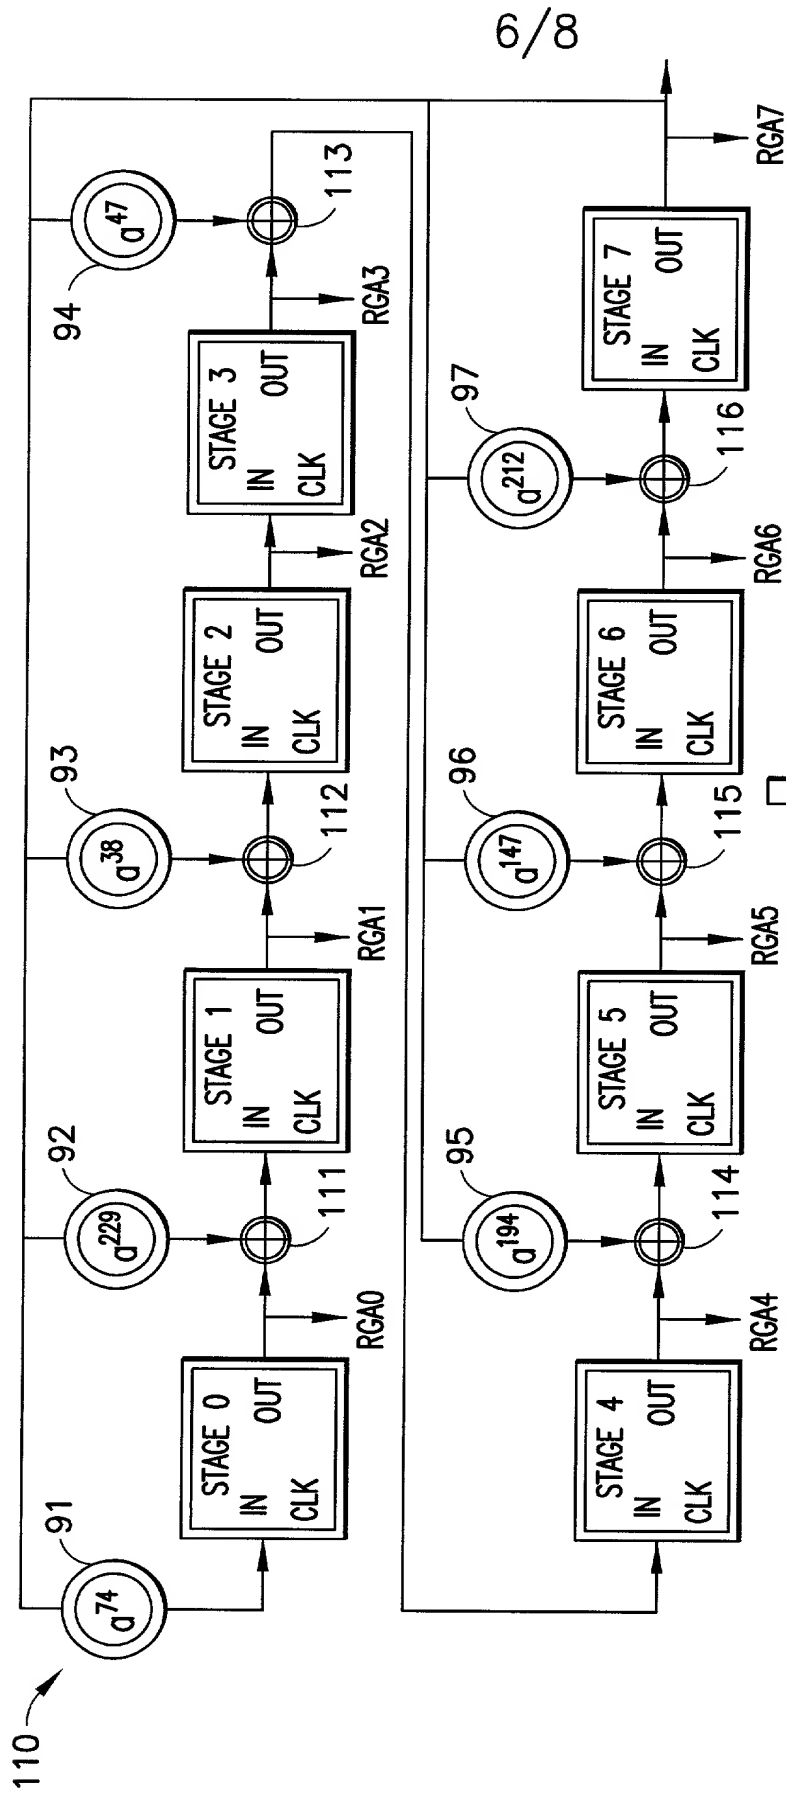 6/8
110
91
92
93
94
a^74
a^229
a^38
a^47
STAGE 0
IN
OUT
CLK
RGA0
111
STAGE 1
IN
OUT
CLK
RGA1
112
STAGE 2
IN
OUT
CLK
RGA2
STAGE 3
IN
OUT
CLK
RGA3
113
95
96
97
a^194
a^147
a^212
STAGE 4
IN
OUT
CLK
RGA4
114
STAGE 5
IN
OUT
CLK
RGA5
115
STAGE 6
IN
OUT
CLK
RGA6
116
STAGE 7
IN
OUT
CLK
RGA7